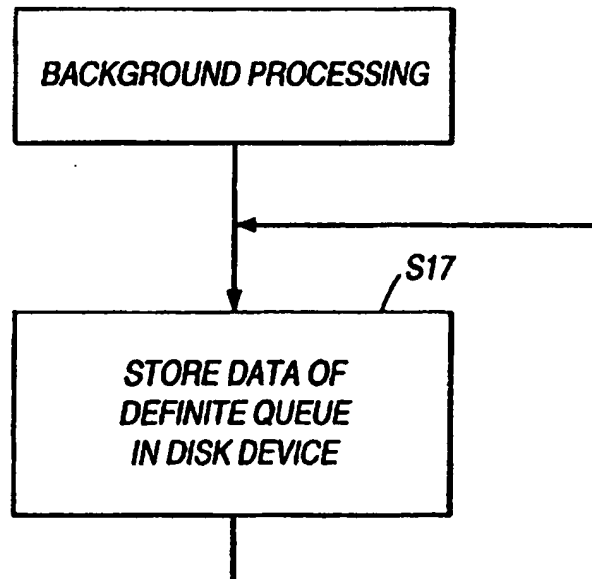 BACKGROUND PROCESSING
S17
STORE DATA OF
DEFINITE QUEUE
IN DISK DEVICE